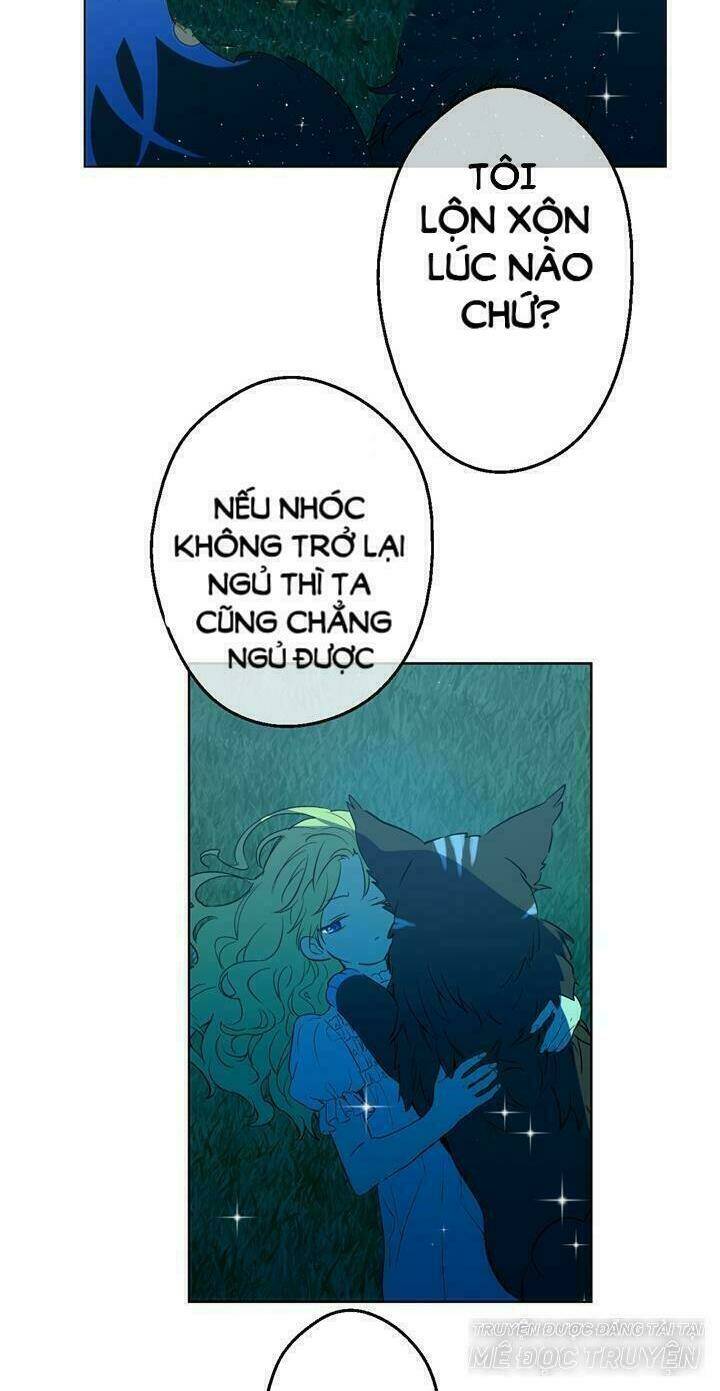 TÔI
LỘN XỘN
LÚC NÀO
CHỨ?
NẾU NHÓC
KHÔNG TRỞ LẠI
NGỦ THÌ TA
CŨNG CHẲNG
NGỦ ĐƯỢC
TRUYỆN ĐƯỢC ĐĂNG TẢI TẠI
MÊ ĐỌC TRUYỆN